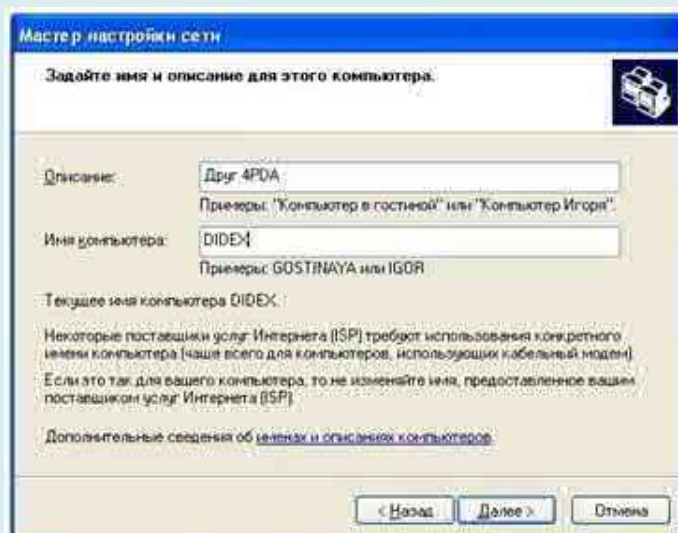 Мастер настройки сети
Задайте имя и описание для этого компьютера.
Описание: Друг 4PDA
Примеры: "Компьютер в гостиной" или "Компьютер Игоря".
Имя компьютера: DIDEX
Примеры: GOSTINAYA или IGOR
Текущее имя компьютера DIDEX.
Некоторые поставщики услуг Интернета (ISP) требуют использования конкретного
имени компьютера (чаще всего для компьютеров, использующих кабельный модем)
Если это так для вашего компьютера, то не изменяйте имя, предоставленное вашим
поставщиком услуг Интернета (ISP)
Дополнительные сведения об именах и описаниях компьютеров.
< Назад Далее > Отмена